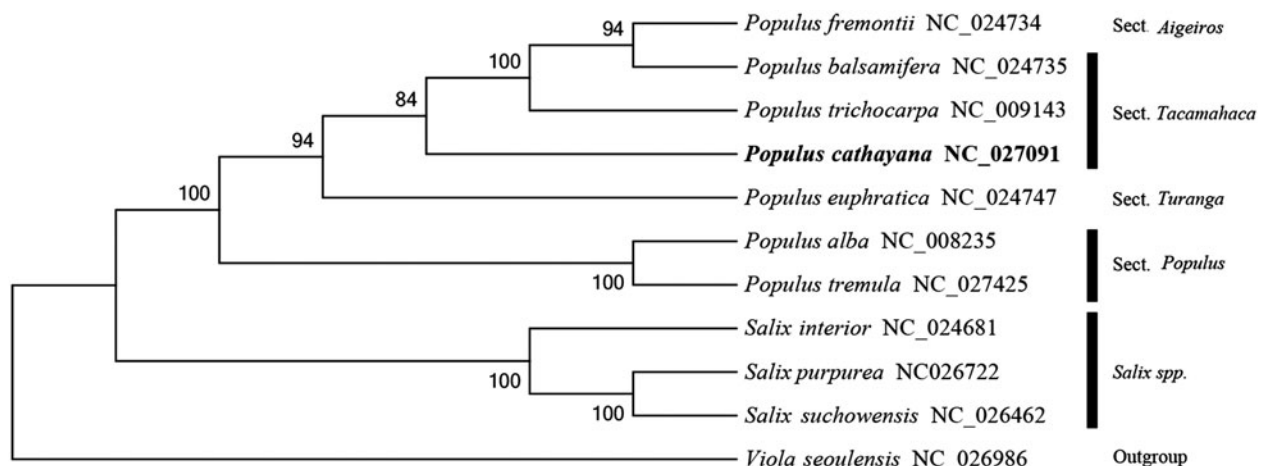 Populus fremontii NC_024734 Sect. Aigeiros
94
Populus balsamifera NC_024735
100
Populus trichocarpa NC_009143 Sect. Tacamahaca
84
Populus cathayana NC_027091
94
Populus euphratica NC_024747 Sect. Turanga
100
Populus alba NC_008235
Sect. Populus
100 Populus tremula NC_027425
Salix interior NC_024681
100 Salix purpurea NC026722 Salix spp.
100 Salix suchowensis NC_026462
Viola seoulensis NC_026986 Outgroup